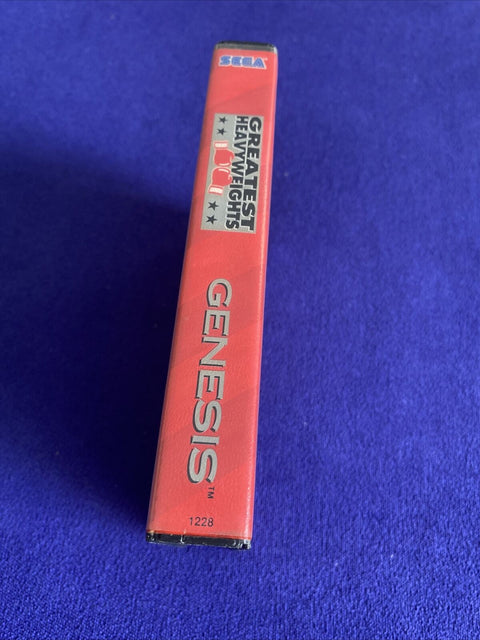 SEGA
GREATEST
HEAVYWEIGHTS
GENESIS™
1228